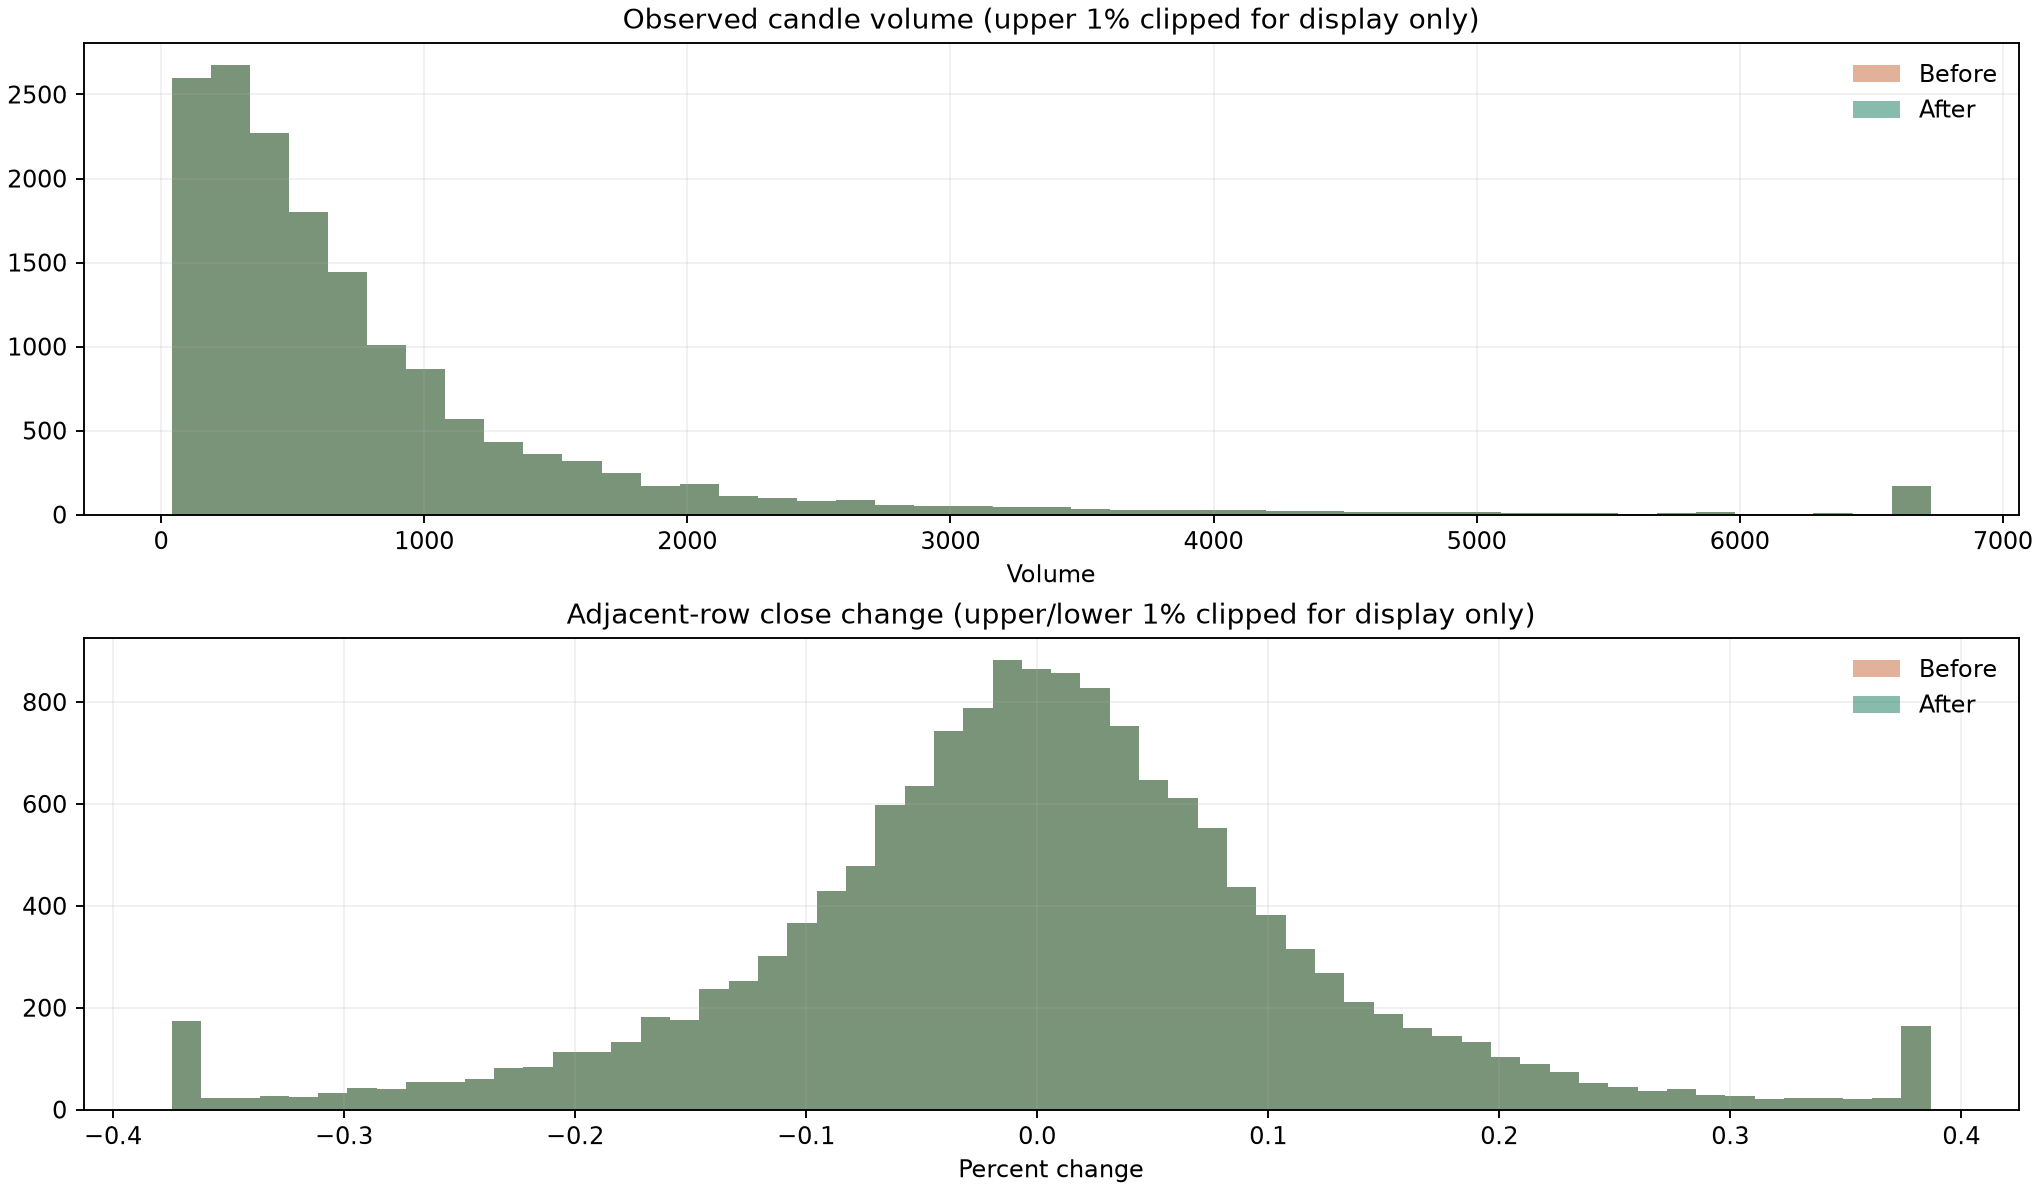 Observed candle volume (upper 1% clipped for display only)
Before
After
2500
2000
1500
1000
500
0
0 1000 2000 3000 4000 5000 6000 7000
Volume
Adjacent-row close change (upper/lower 1% clipped for display only)
Before
After
800
600
400
200
0
−0.4 −0.3 −0.2 −0.1 0.0 0.1 0.2 0.3 0.4
Percent change